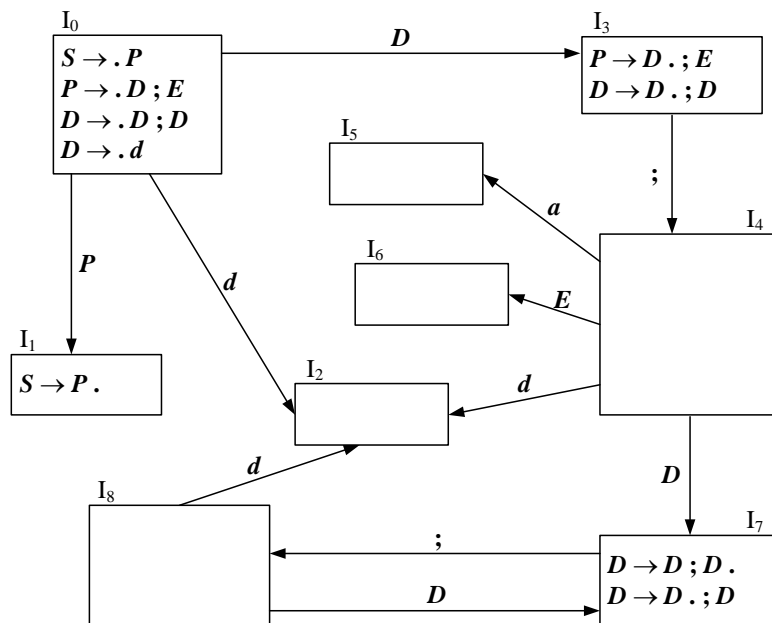 I₀
S → . P
P → . D ; E
D → . D ; D
D → . d
D
I₃
P → D . ; E
D → D . ; D
I₅
;
a
I₄
P
d
I₆
E
I₁
S → P .
I₂
d
d
D
I₈
I₇
;
D → D ; D .
D → D . ; D
D